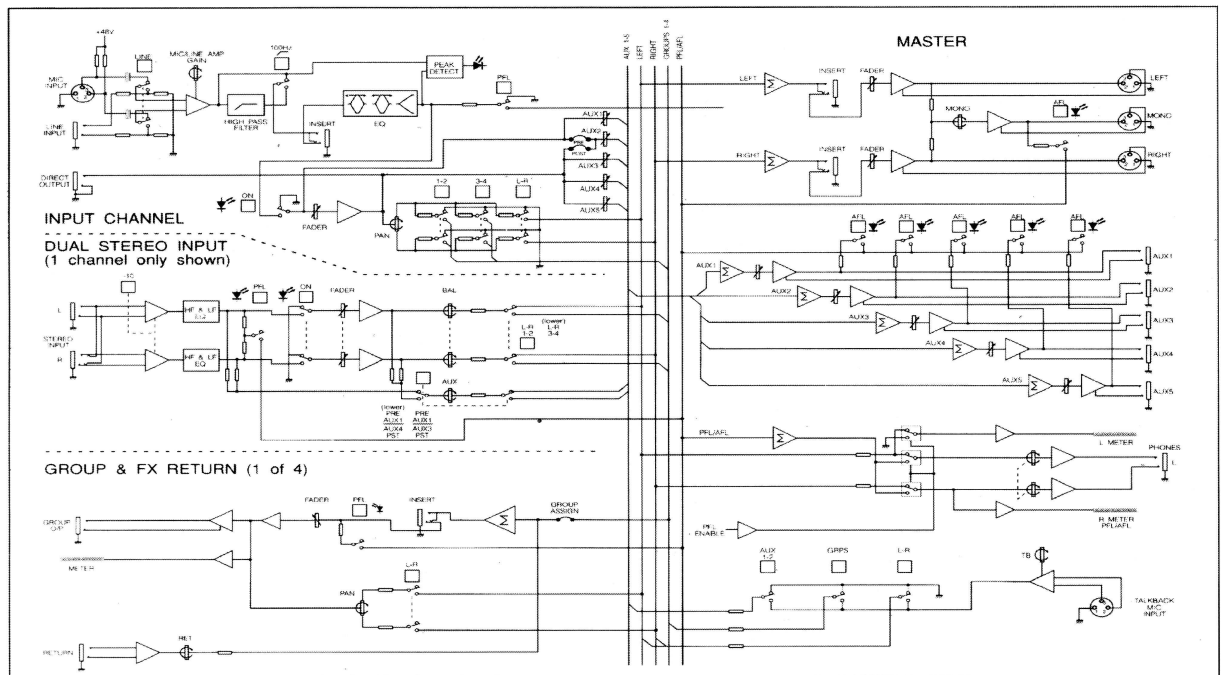 MASTER
AUX 1-5
LEFT
RIGHT
GROUPS 1-4
PFL/AFL
+48V
MIC INPUT
LINE
MIC/LINE AMP
GAIN
100Hz
HIGH PASS
FILTER
INSERT
EQ
PEAK
DETECT
PFL
LINE
INPUT
DIRECT
OUTPUT
ON
FADER
PAN
1-2
3-4
L-R
AUX1
AUX2
PRE
POST
AUX3
AUX4
AUX5
INPUT CHANNEL
DUAL STEREO INPUT
(1 channel only shown)
-10
PFL
ON
FADER
BAL
L
STEREO
INPUT
R
HF & LF
EQ
HF & LF
EQ
L-R
1-2
(lower)
L-R
3-4
AUX
(lower)
PRE
AUX1
AUX4
PST
PRE
AUX1
AUX3
PST
GROUP & FX RETURN (1 of 4)
GROUP
O/P
FADER
PFL
INSERT
Σ
GROUP
ASSIGN
METER
L-R
PAN
RETURN
RET
LEFT
Σ
INSERT
FADER
LEFT
MONO
AFL
MONO
RIGHT
Σ
INSERT
FADER
RIGHT
AFL
AFL
AFL
AFL
AFL
AUX1
Σ
AUX1
AUX2
Σ
AUX2
AUX3
Σ
AUX3
AUX4
Σ
AUX4
AUX5
Σ
AUX5
PFL/AFL
Σ
L METER
PHONES
L
R METER
PFL/AFL
PFL
ENABLE
AUX
1-2
GRPS
L-R
TB
TALKBACK
MIC
INPUT